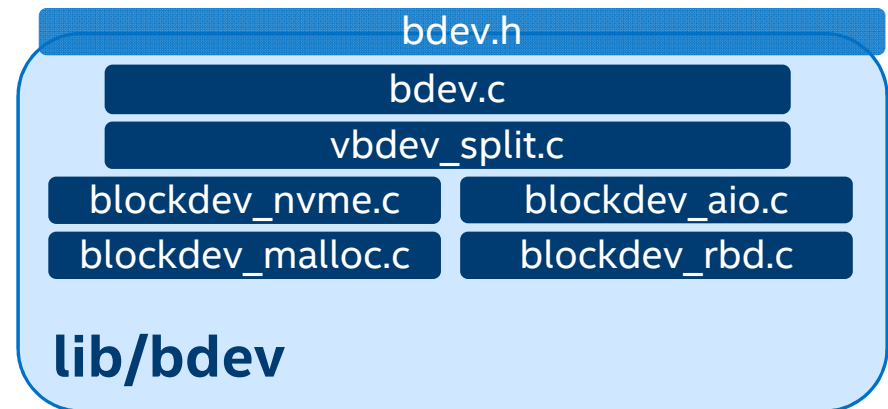 bdev.h
bdev.c
vbdev_split.c
blockdev_nvme.c blockdev_aio.c
blockdev_malloc.c blockdev_rbd.c
lib/bdev